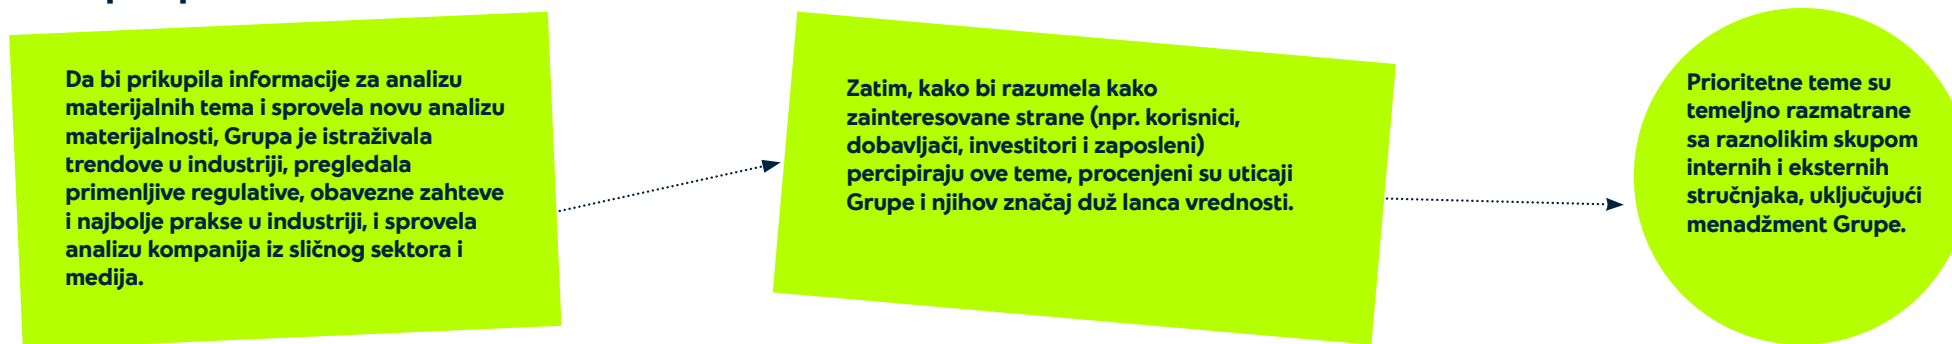 Da bi prikupila informacije za analizu
materijalnih tema i sprovela novu analizu
materijalnosti, Grupa je istraživala
trendove u industriji, pregledala
primenljive regulative, obavezne zahteve
i najbolje prakse u industriji, i sprovela
analizu kompanija iz sličnog sektora i
medija.
Zatim, kako bi razumela kako
zainteresovane strane (npr. korisnici,
dobavljači, investitori i zaposleni)
percipiraju ove teme, procenjeni su uticaji
Grupe i njihov značaj duž lanca vrednosti.
Prioritetne teme su
temeljno razmatrane
sa raznolikim skupom
internih i eksternih
stručnjaka, uključujući
menadžment Grupe.